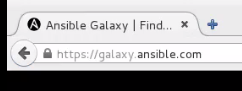 Ansible Galaxy | Find...
https://galaxy.ansible.com